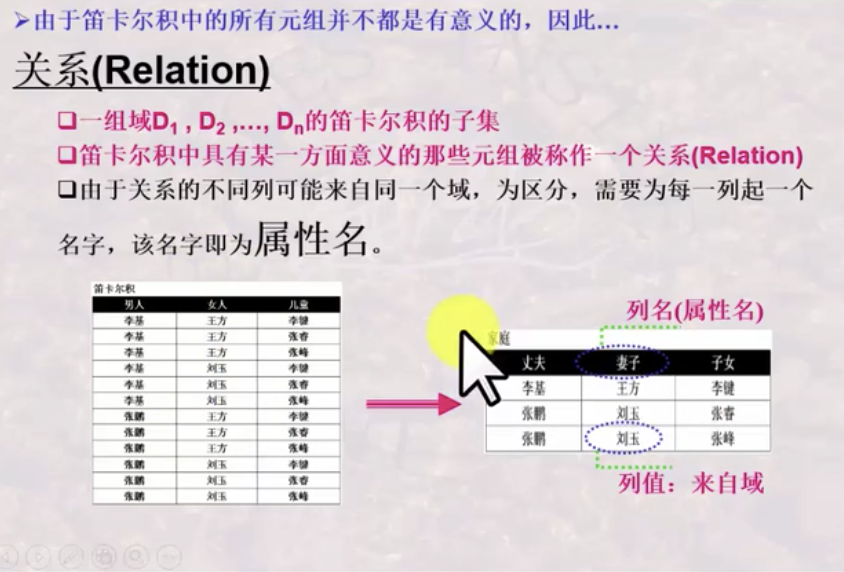 ➢由于笛卡尔积中的所有元组并不都是有意义的，因此…
关系(Relation)
❑一组域D1 , D2 ,…, Dn的笛卡尔积的子集
❑笛卡尔积中具有某一方面意义的那些元组被称作一个关系(Relation)
❑由于关系的不同列可能来自同一个域，为区分，需要为每一列起一个
名字，该名字即为属性名。
笛卡尔积
男人 女人 儿童
李基 王方 李键
李基 王方 张睿
李基 王方 张峰
李基 刘玉 李键
李基 刘玉 张睿
李基 刘玉 张峰
张鹏 王方 李键
张鹏 王方 张睿
张鹏 王方 张峰
张鹏 刘玉 李键
张鹏 刘玉 张睿
张鹏 刘玉 张峰
列名(属性名)
家庭
丈夫 妻子 子女
李基 王方 李键
张鹏 刘玉 张睿
张鹏 刘玉 张峰
列值：来自域